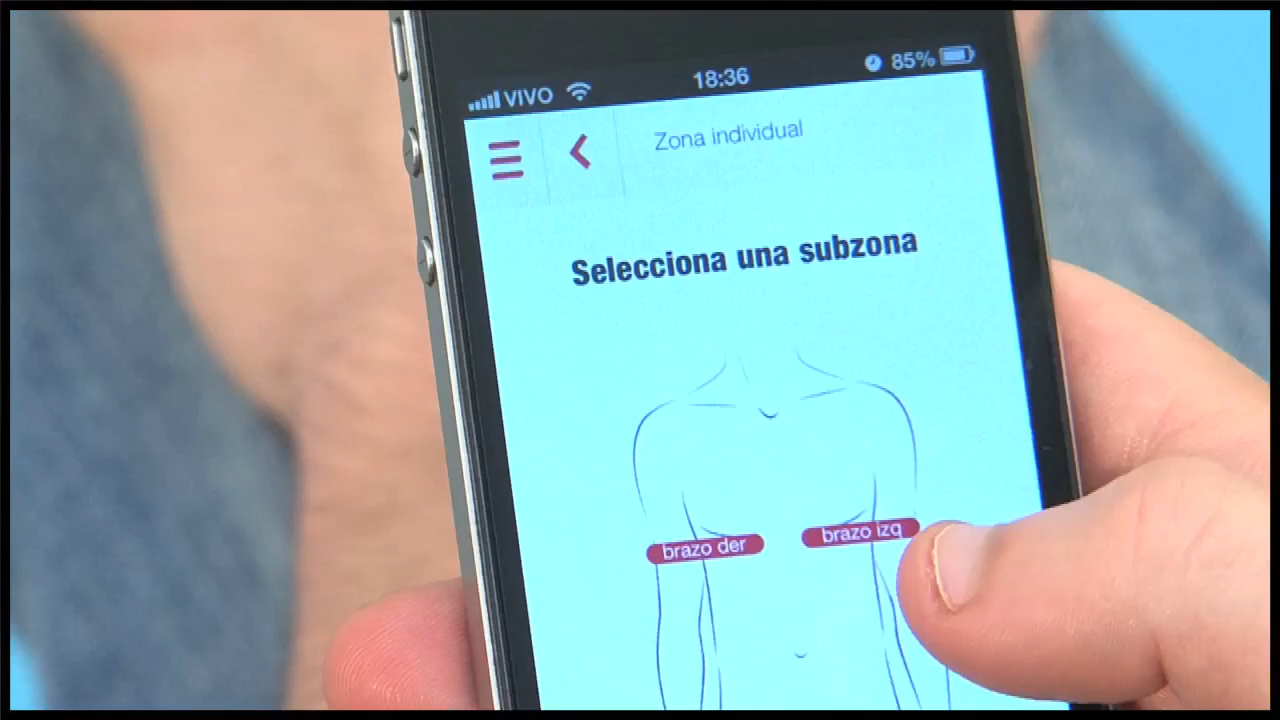 VIVO 18:36 85%
Zona individual
Selecciona una subzona
brazo der brazo izq